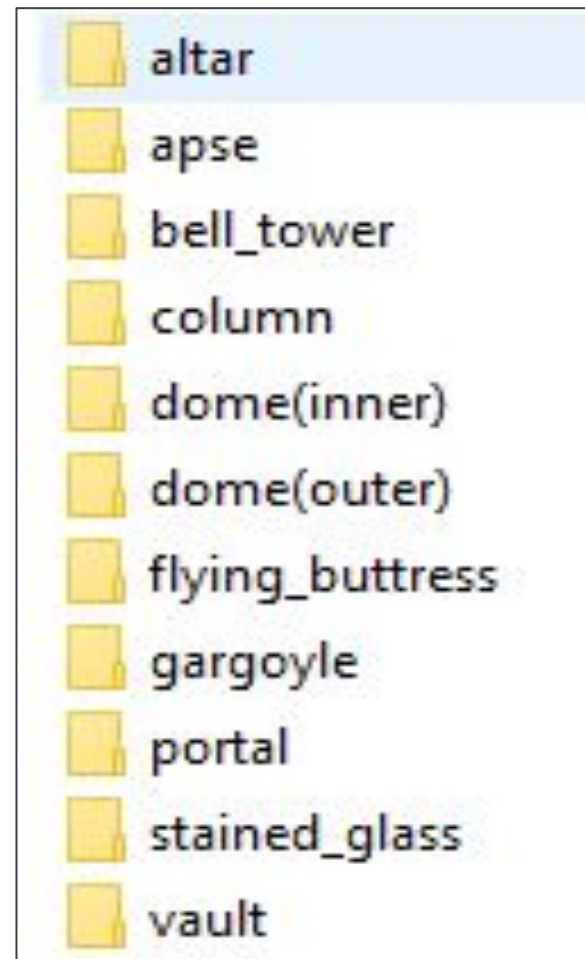 altar
apse
bell_tower
column
dome(inner)
dome(outer)
flying_buttress
gargoyle
portal
stained_glass
vault